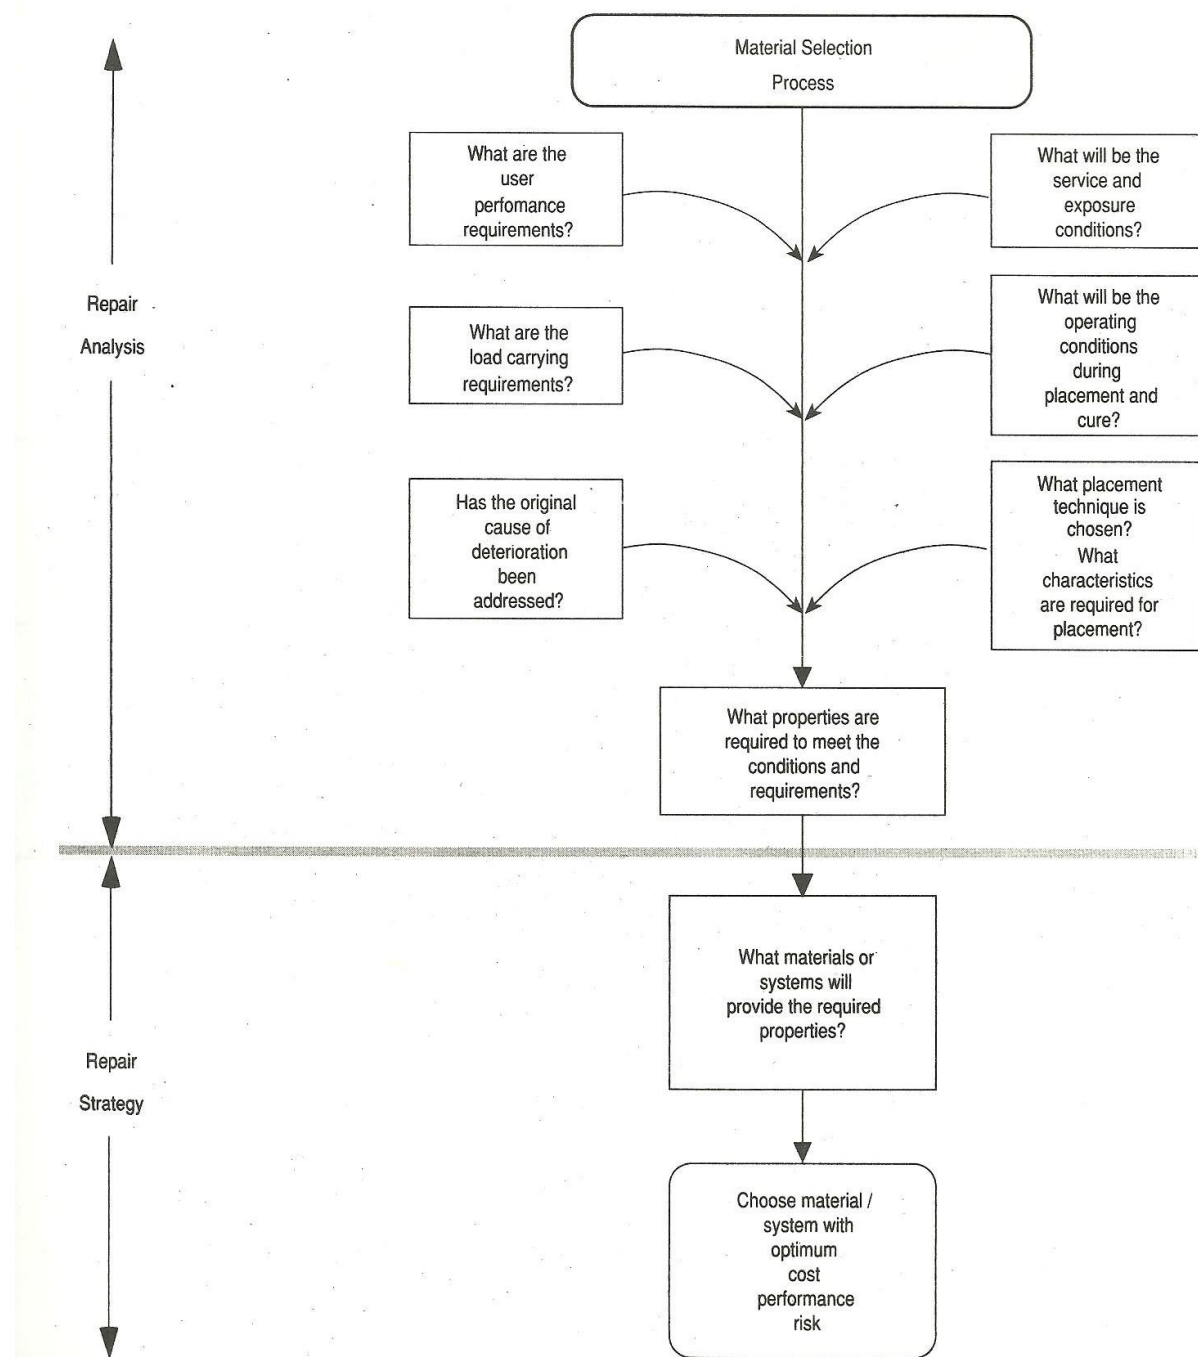 Material Selection
Process
What are the
user
perfomance
requirements?
What will be the
service and
exposure
conditions?
Repair
Analysis
What are the
load carrying
requirements?
What will be the
operating
conditions
during
placement and
cure?
Has the original
cause of
deterioration
been
addressed?
What placement
technique is
chosen?
What
characteristics
are required for
placement?
What properties are
required to meet the
conditions and
requirements?
What materials or
systems will
provide the required
properties?
Repair
Strategy
Choose material /
system with
optimum
cost
performance
risk